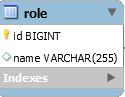 role
id BIGINT
name VARCHAR(255)
Indexes